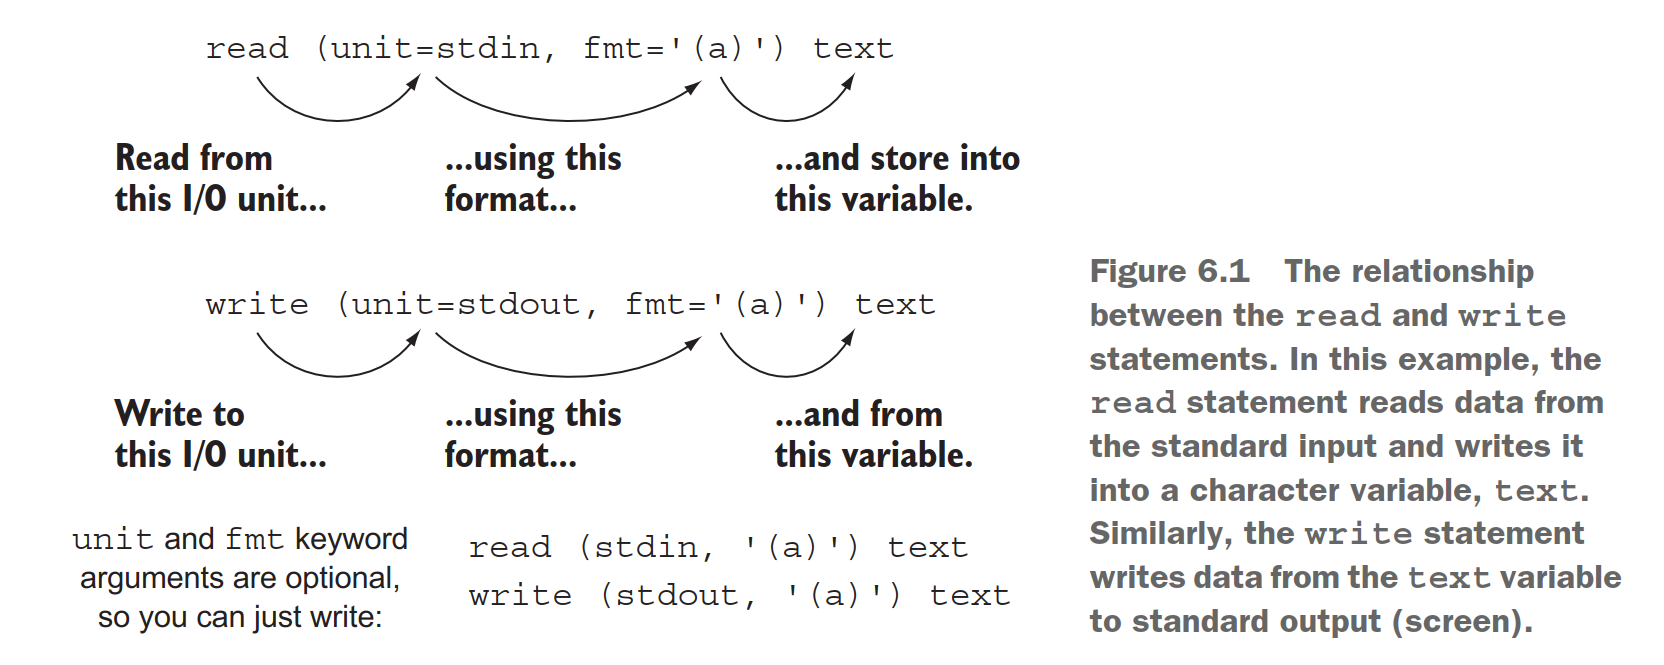 read (unit=stdin, fmt='(a)') text
Read from
this I/O unit...
...using this
format...
...and store into
this variable.
write (unit=stdout, fmt='(a)') text
Write to
this I/O unit...
...using this
format...
...and from
this variable.
unit and fmt keyword
arguments are optional,
so you can just write:
read (stdin, '(a)') text
write (stdout, '(a)') text
Figure 6.1 The relationship
between the read and write
statements. In this example, the
read statement reads data from
the standard input and writes it
into a character variable, text.
Similarly, the write statement
writes data from the text variable
to standard output (screen).